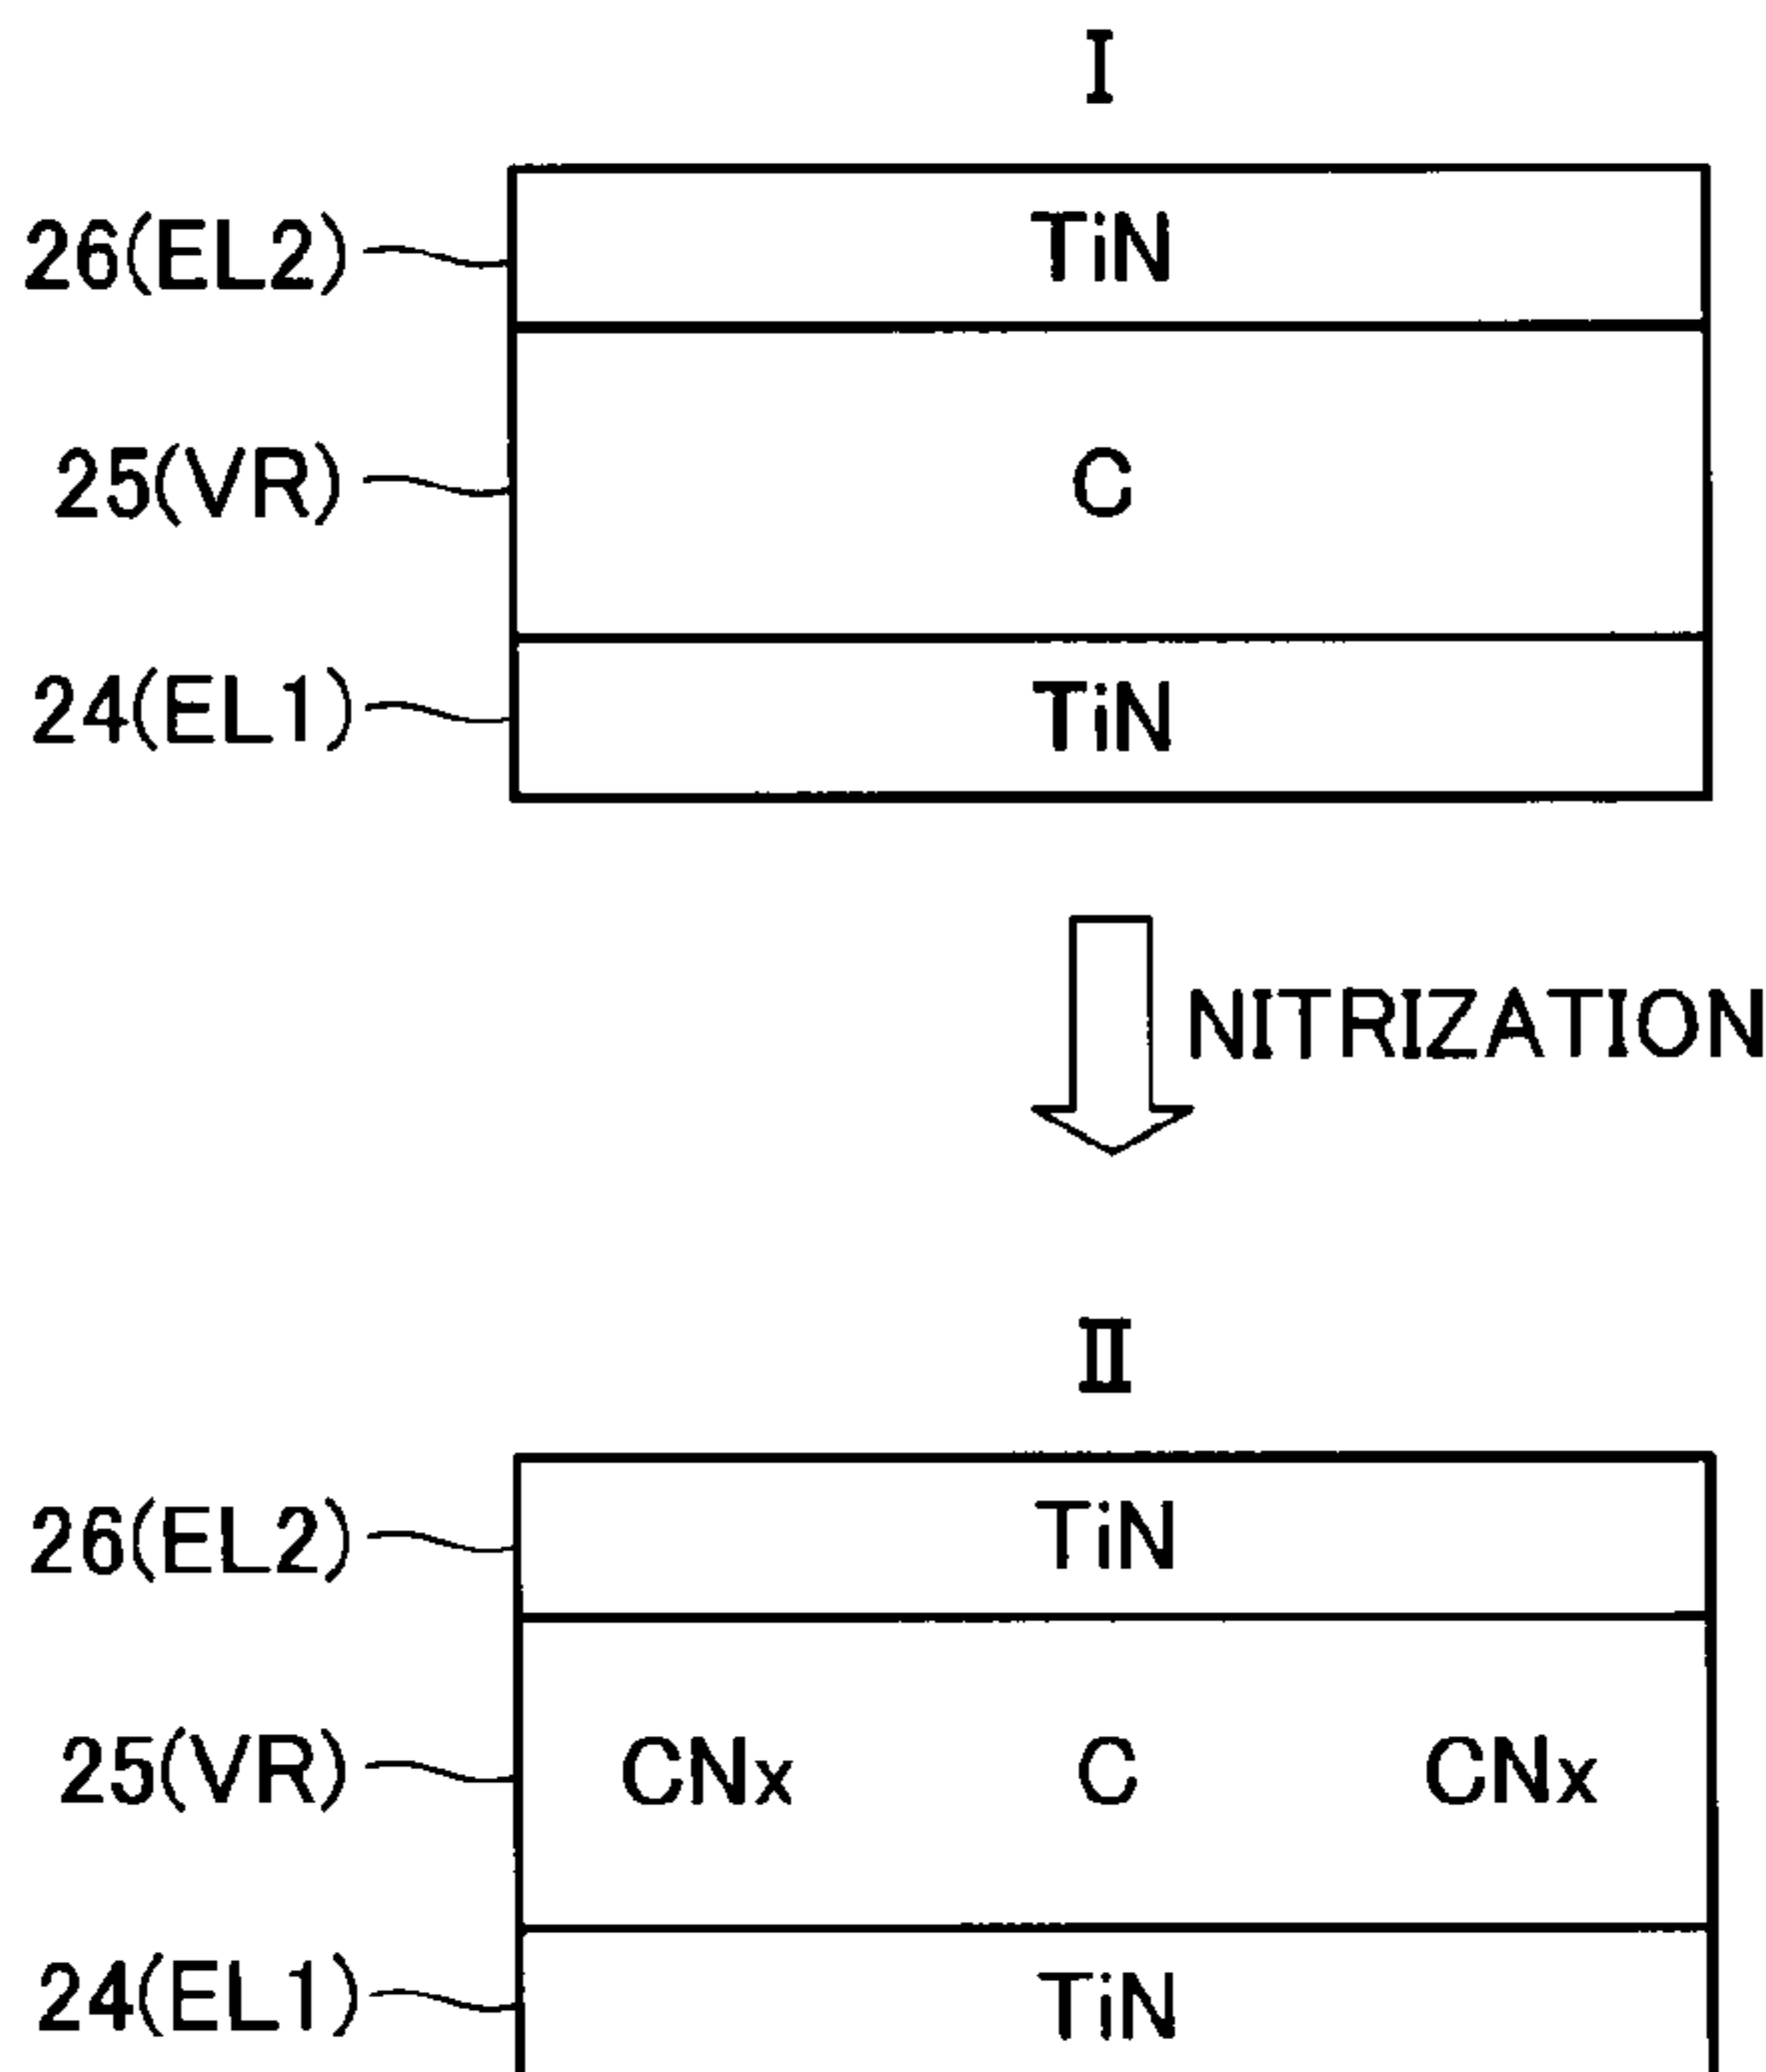 I
26(EL2) TiN
25(VR) C
24(EL1) TiN
NITRIZATION
II
26(EL2) TiN
25(VR) CNx C CNx
24(EL1) TiN